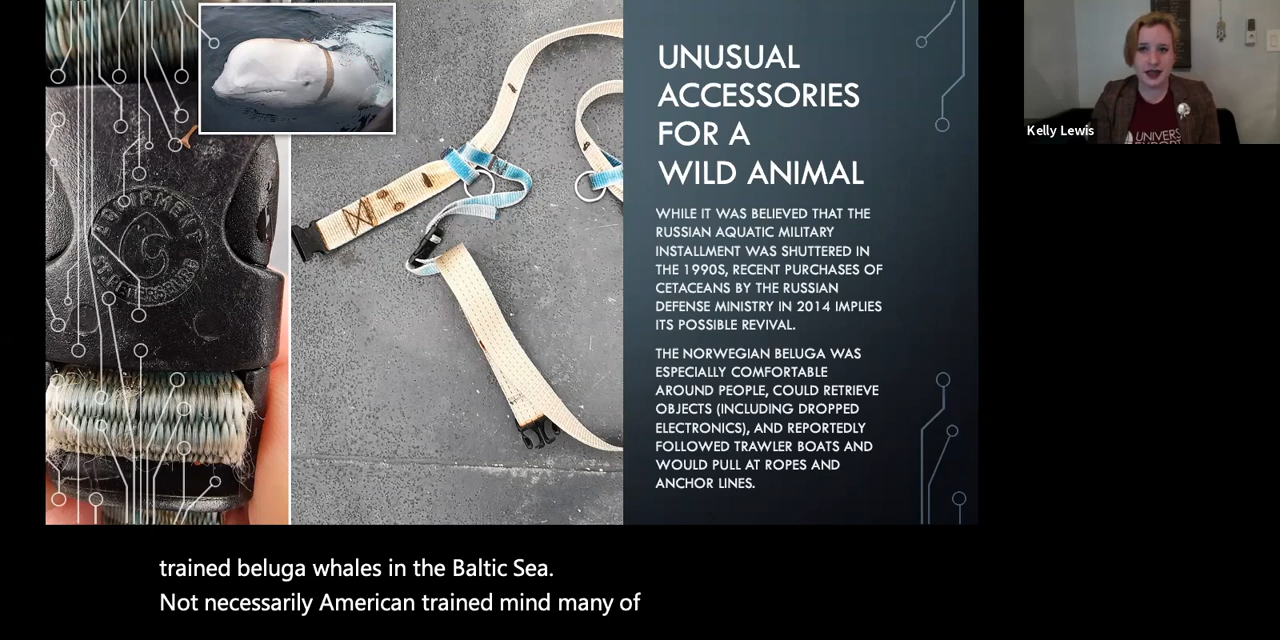 EQUIPMENT
ST. PETERSBURG
UNUSUAL
ACCESSORIES
FOR A
WILD ANIMAL
WHILE IT WAS BELIEVED THAT THE
RUSSIAN AQUATIC MILITARY
INSTALLMENT WAS SHUTTERED IN
THE 1990S, RECENT PURCHASES OF
CETACEANS BY THE RUSSIAN
DEFENSE MINISTRY IN 2014 IMPLIES
ITS POSSIBLE REVIVAL.
THE NORWEGIAN BELUGA WAS
ESPECIALLY COMFORTABLE
AROUND PEOPLE, COULD RETRIEVE
OBJECTS (INCLUDING DROPPED
ELECTRONICS), AND REPORTEDLY
FOLLOWED TRAWLER BOATS AND
WOULD PULL AT ROPES AND
ANCHOR LINES.
Kelly Lewis
trained beluga whales in the Baltic Sea.
Not necessarily American trained mind many of